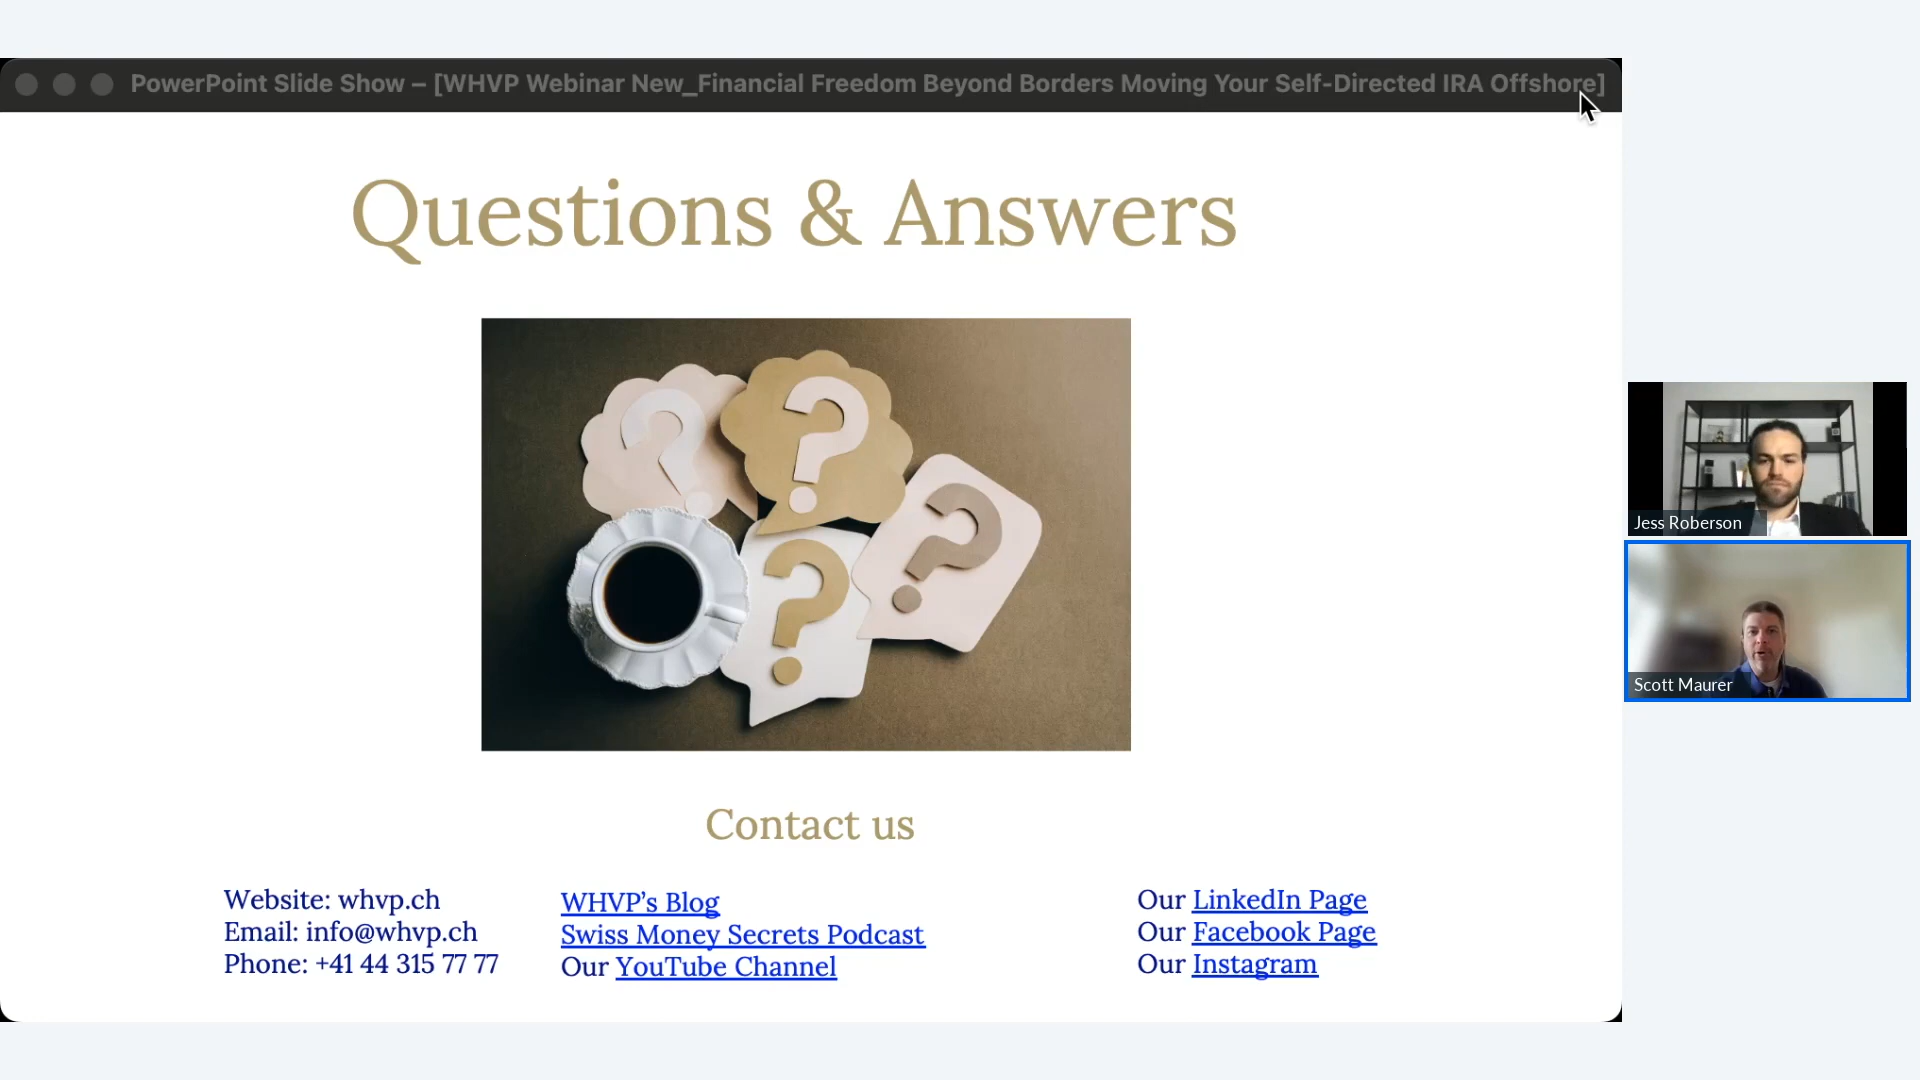 PowerPoint Slide Show – [WHVP Webinar New_Financial Freedom Beyond Borders Moving Your Self-Directed IRA Offshore]
Questions & Answers
Contact us
Website: whvp.ch
Email: info@whvp.ch
Phone: +41 44 315 77 77
WHVP’s Blog
Swiss Money Secrets Podcast
Our YouTube Channel
Our LinkedIn Page
Our Facebook Page
Our Instagram
Jess Roberson
Scott Maurer